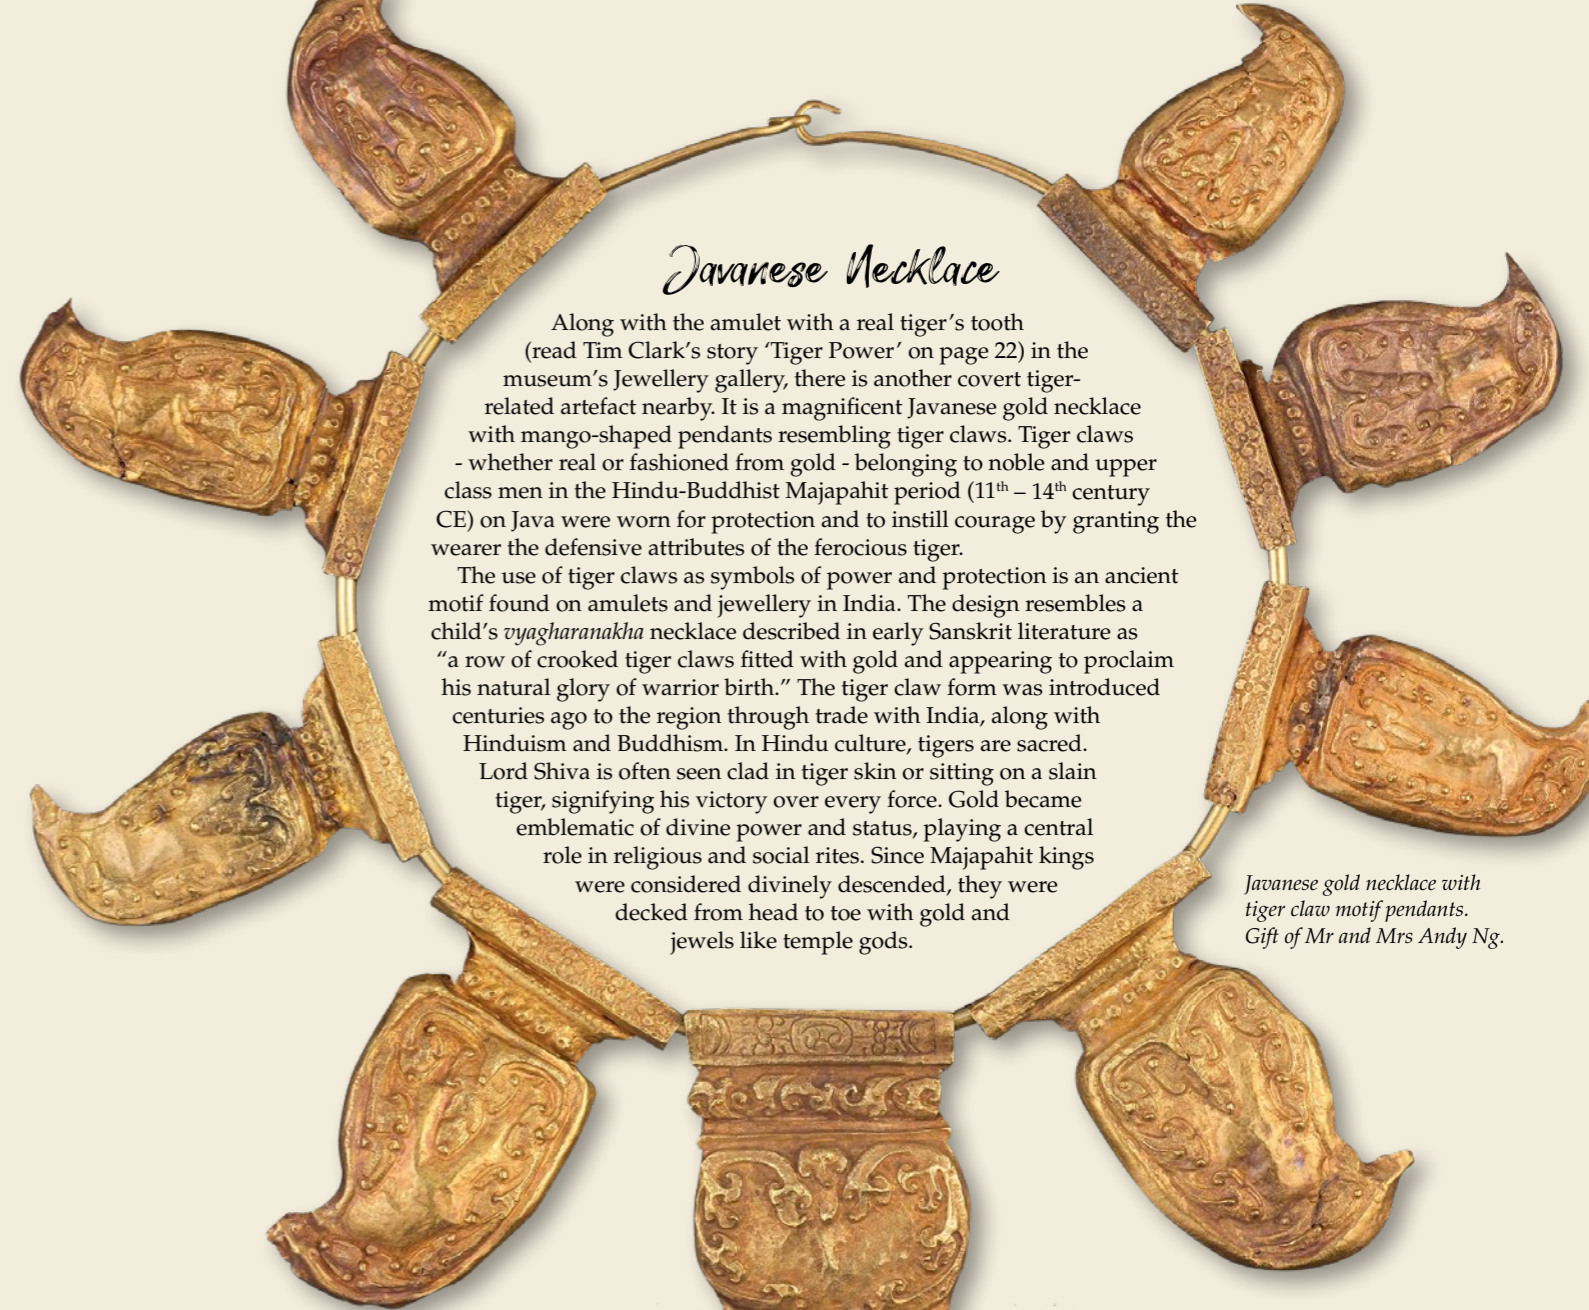 Javanese Necklace
Along with the amulet with a real tiger's tooth
(read Tim Clark's story 'Tiger Power' on page 22) in the
museum's Jewellery gallery, there is another covert tiger-
related artefact nearby. It is a magnificent Javanese gold necklace
with mango-shaped pendants resembling tiger claws. Tiger claws
- whether real or fashioned from gold - belonging to noble and upper
class men in the Hindu-Buddhist Majapahit period (11th – 14th century
CE) on Java were worn for protection and to instill courage by granting the
wearer the defensive attributes of the ferocious tiger.
The use of tiger claws as symbols of power and protection is an ancient
motif found on amulets and jewellery in India. The design resembles a
child's vyagharanakha necklace described in early Sanskrit literature as
“a row of crooked tiger claws fitted with gold and appearing to proclaim
his natural glory of warrior birth.” The tiger claw form was introduced
centuries ago to the region through trade with India, along with
Hinduism and Buddhism. In Hindu culture, tigers are sacred.
Lord Shiva is often seen clad in tiger skin or sitting on a slain
tiger, signifying his victory over every force. Gold became
emblematic of divine power and status, playing a central
role in religious and social rites. Since Majapahit kings
were considered divinely descended, they were
decked from head to toe with gold and
jewels like temple gods.
Javanese gold necklace with
tiger claw motif pendants.
Gift of Mr and Mrs Andy Ng.